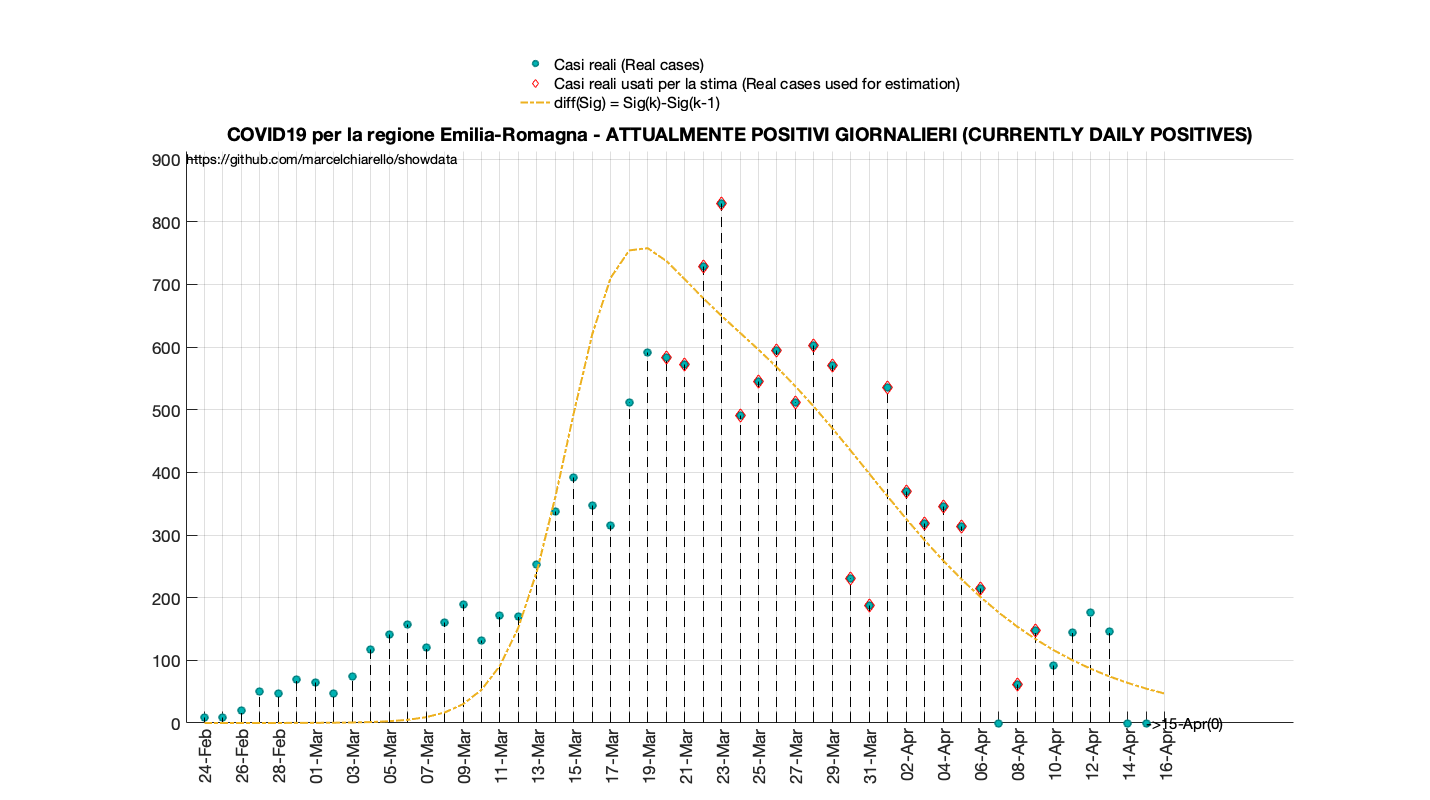 Casi reali (Real cases)
Casi reali usati per la stima (Real cases used for estimation)
diff(Sig) = Sig(k)-Sig(k-1)
COVID19 per la regione Emilia-Romagna - ATTUALMENTE POSITIVI GIORNALIERI (CURRENTLY DAILY POSITIVES)
https://github.com/marcelchiarello/showdata
900
800
700
600
500
400
300
200
100
0
->15-Apr(0)
24-Feb
26-Feb
28-Feb
01-Mar
03-Mar
05-Mar
07-Mar
09-Mar
11-Mar
13-Mar
15-Mar
17-Mar
19-Mar
21-Mar
23-Mar
25-Mar
27-Mar
29-Mar
31-Mar
02-Apr
04-Apr
06-Apr
08-Apr
10-Apr
12-Apr
14-Apr
16-Apr